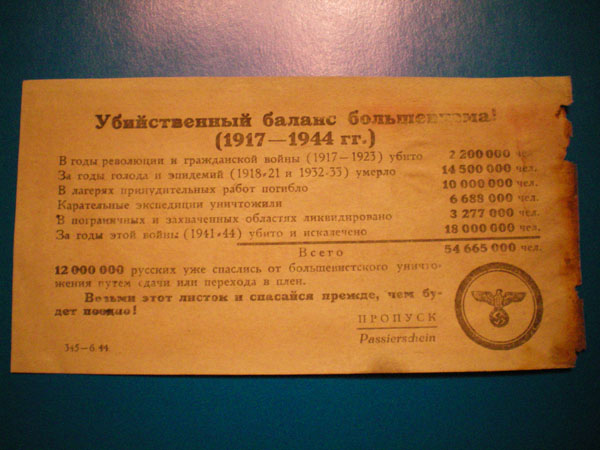 Убийственный баланс большевизма!
(1917—1944 гг.)
В годы революции и гражданской войны (1917—1923) убито 2 200 000 чел.
За годы голода и эпидемий (1918-21 и 1932-33) умерло 14 500 000 чел.
В лагерях принудительных работ погибло 10 000 000 чел.
Карательные экспедиции уничтожили 6 688 000 чел.
В пограничных и захваченных областях ликвидировано 3 277 000 чел.
За годы этой войны (1941-44) убито и искалечено 18 000 000 чел.
Всего 54 665 000 чел.
12 000 000 русских уже спаслись от большевистского уничто-
жения путем сдачи или перехода в плен.
Возьми этот листок и спасайся прежде, чем бу-
дет поздно!
ПРОПУСК
Passierschein
345—6.44